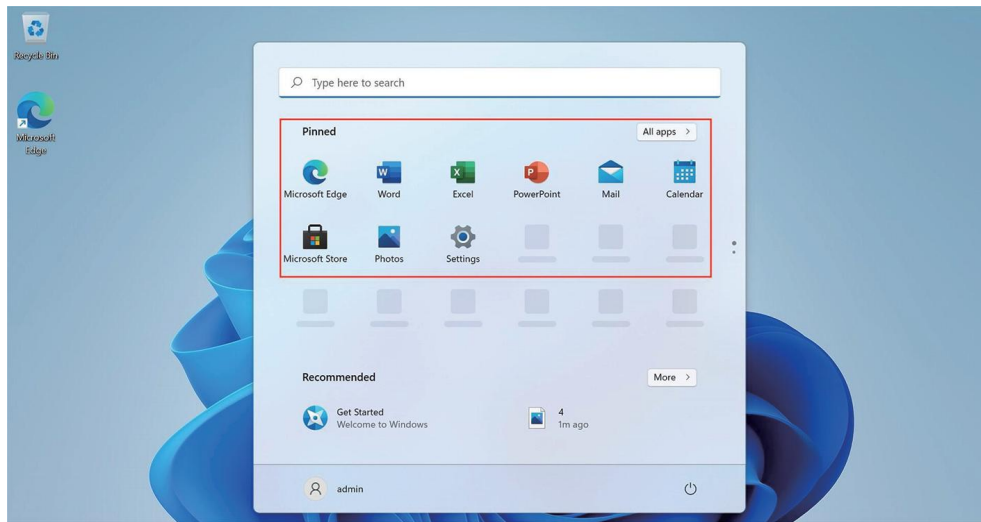 Recycle Bin
Microsoft
Edge
Type here to search
Pinned
All apps >
Microsoft Edge
Word
Excel
PowerPoint
Mail
Calendar
Microsoft Store
Photos
Settings
Recommended
More >
Get Started
Welcome to Windows
4
1m ago
admin